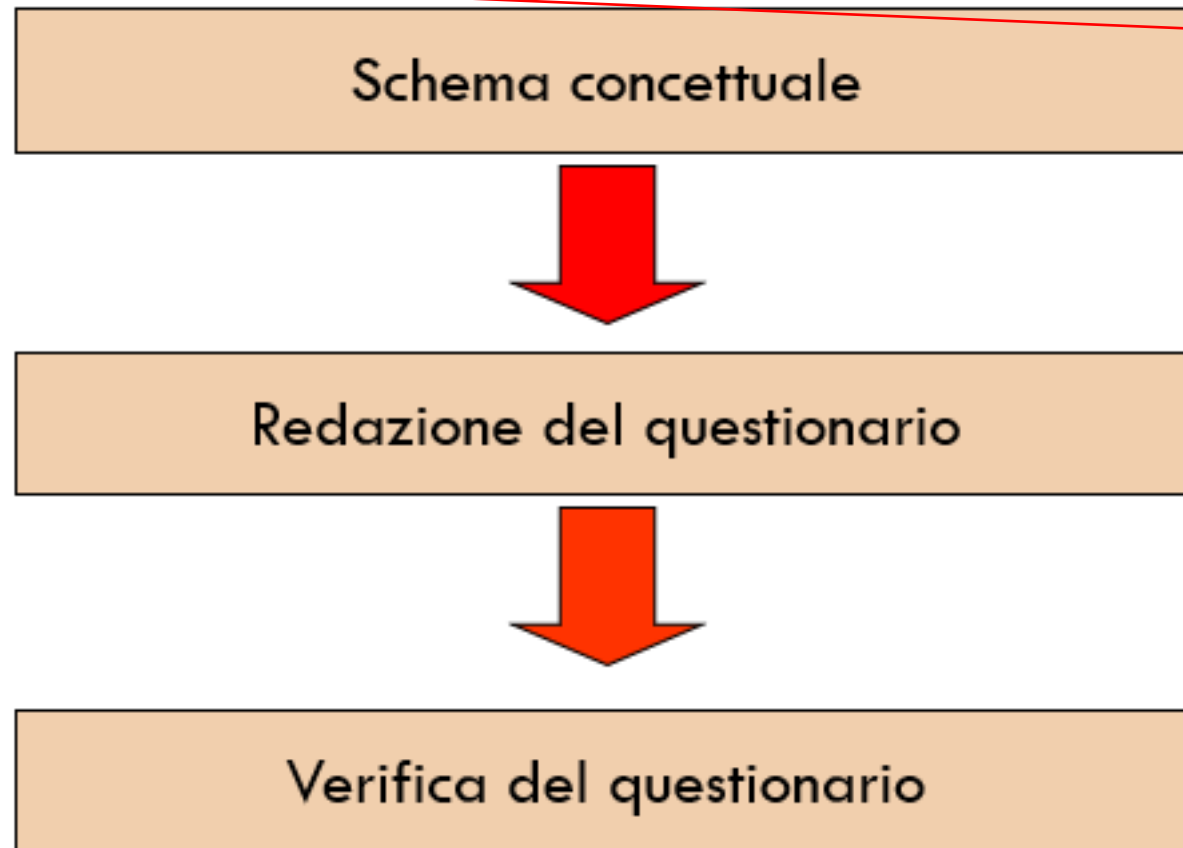 Schema concettuale
Redazione del questionario
Verifica del questionario